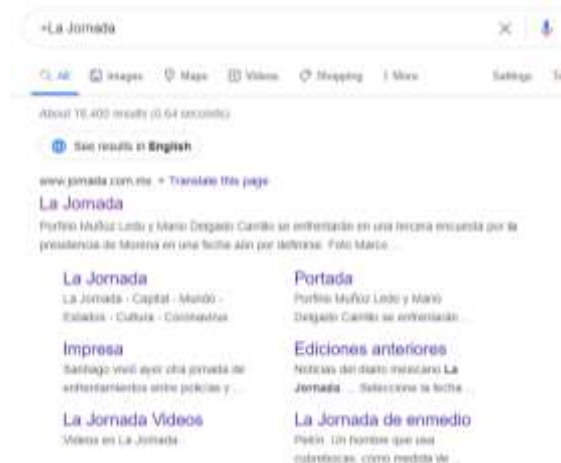 +La Jornada
All Images Maps Videos Shopping More Settings
About 16,400 results (0.64 seconds)
See results in English
www.jornada.com.mx Translate this page
La Jornada
Porfirio Muñoz Ledo y Mario Delgado Carrillo se enfrentarán en una tercera encuesta por la
presidencia de Morena en una fecha aún por definirse. Foto Marco ...
La Jornada
La Jornada - Capital - Mundo -
Estados - Cultura - Coronavirus
Portada
Porfirio Muñoz Ledo y Mario
Delgado Carrillo se enfrentarán ...
Impresa
Santiago vivió ayer otra jornada de
enfrentamientos entre policías y ...
Ediciones anteriores
Noticias del diario mexicano La
Jornada ... Seleccione la fecha ...
La Jornada Videos
Videos en La Jornada
La Jornada de enmedio
Pekín. Un hombre que usa
cubrebocas, como medida de ...